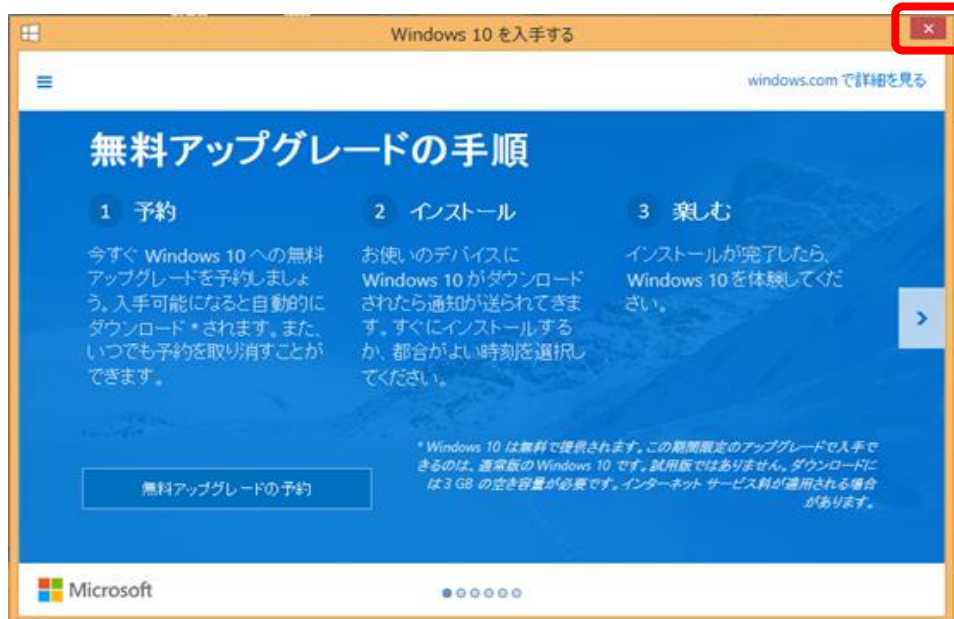 Windows 10 を入手する
windows.com で詳細を見る
無料アップグレードの手順
1 予約
今すぐ Windows 10 への無料
アップグレードを予約しましょ
う。入手可能になると自動的に
ダウンロード * されます。また、
いつでも予約を取り消すことが
できます。
2 インストール
お使いのデバイスに
Windows 10 がダウンロード
されたら通知が送られてきま
す。すぐにインストールする
か、都合がよい時刻を選択し
てください。
3 楽しむ
インストールが完了したら、
Windows 10 を体験してくだ
さい。
* Windows 10 は無料で提供されます。この期間限定のアップグレードで入手で
きるのは、通常版の Windows 10 です。試用版ではありません。ダウンロードに
は 3 GB の空き容量が必要です。インターネット サービス料が適用される場合
があります。
無料アップグレードの予約
Microsoft